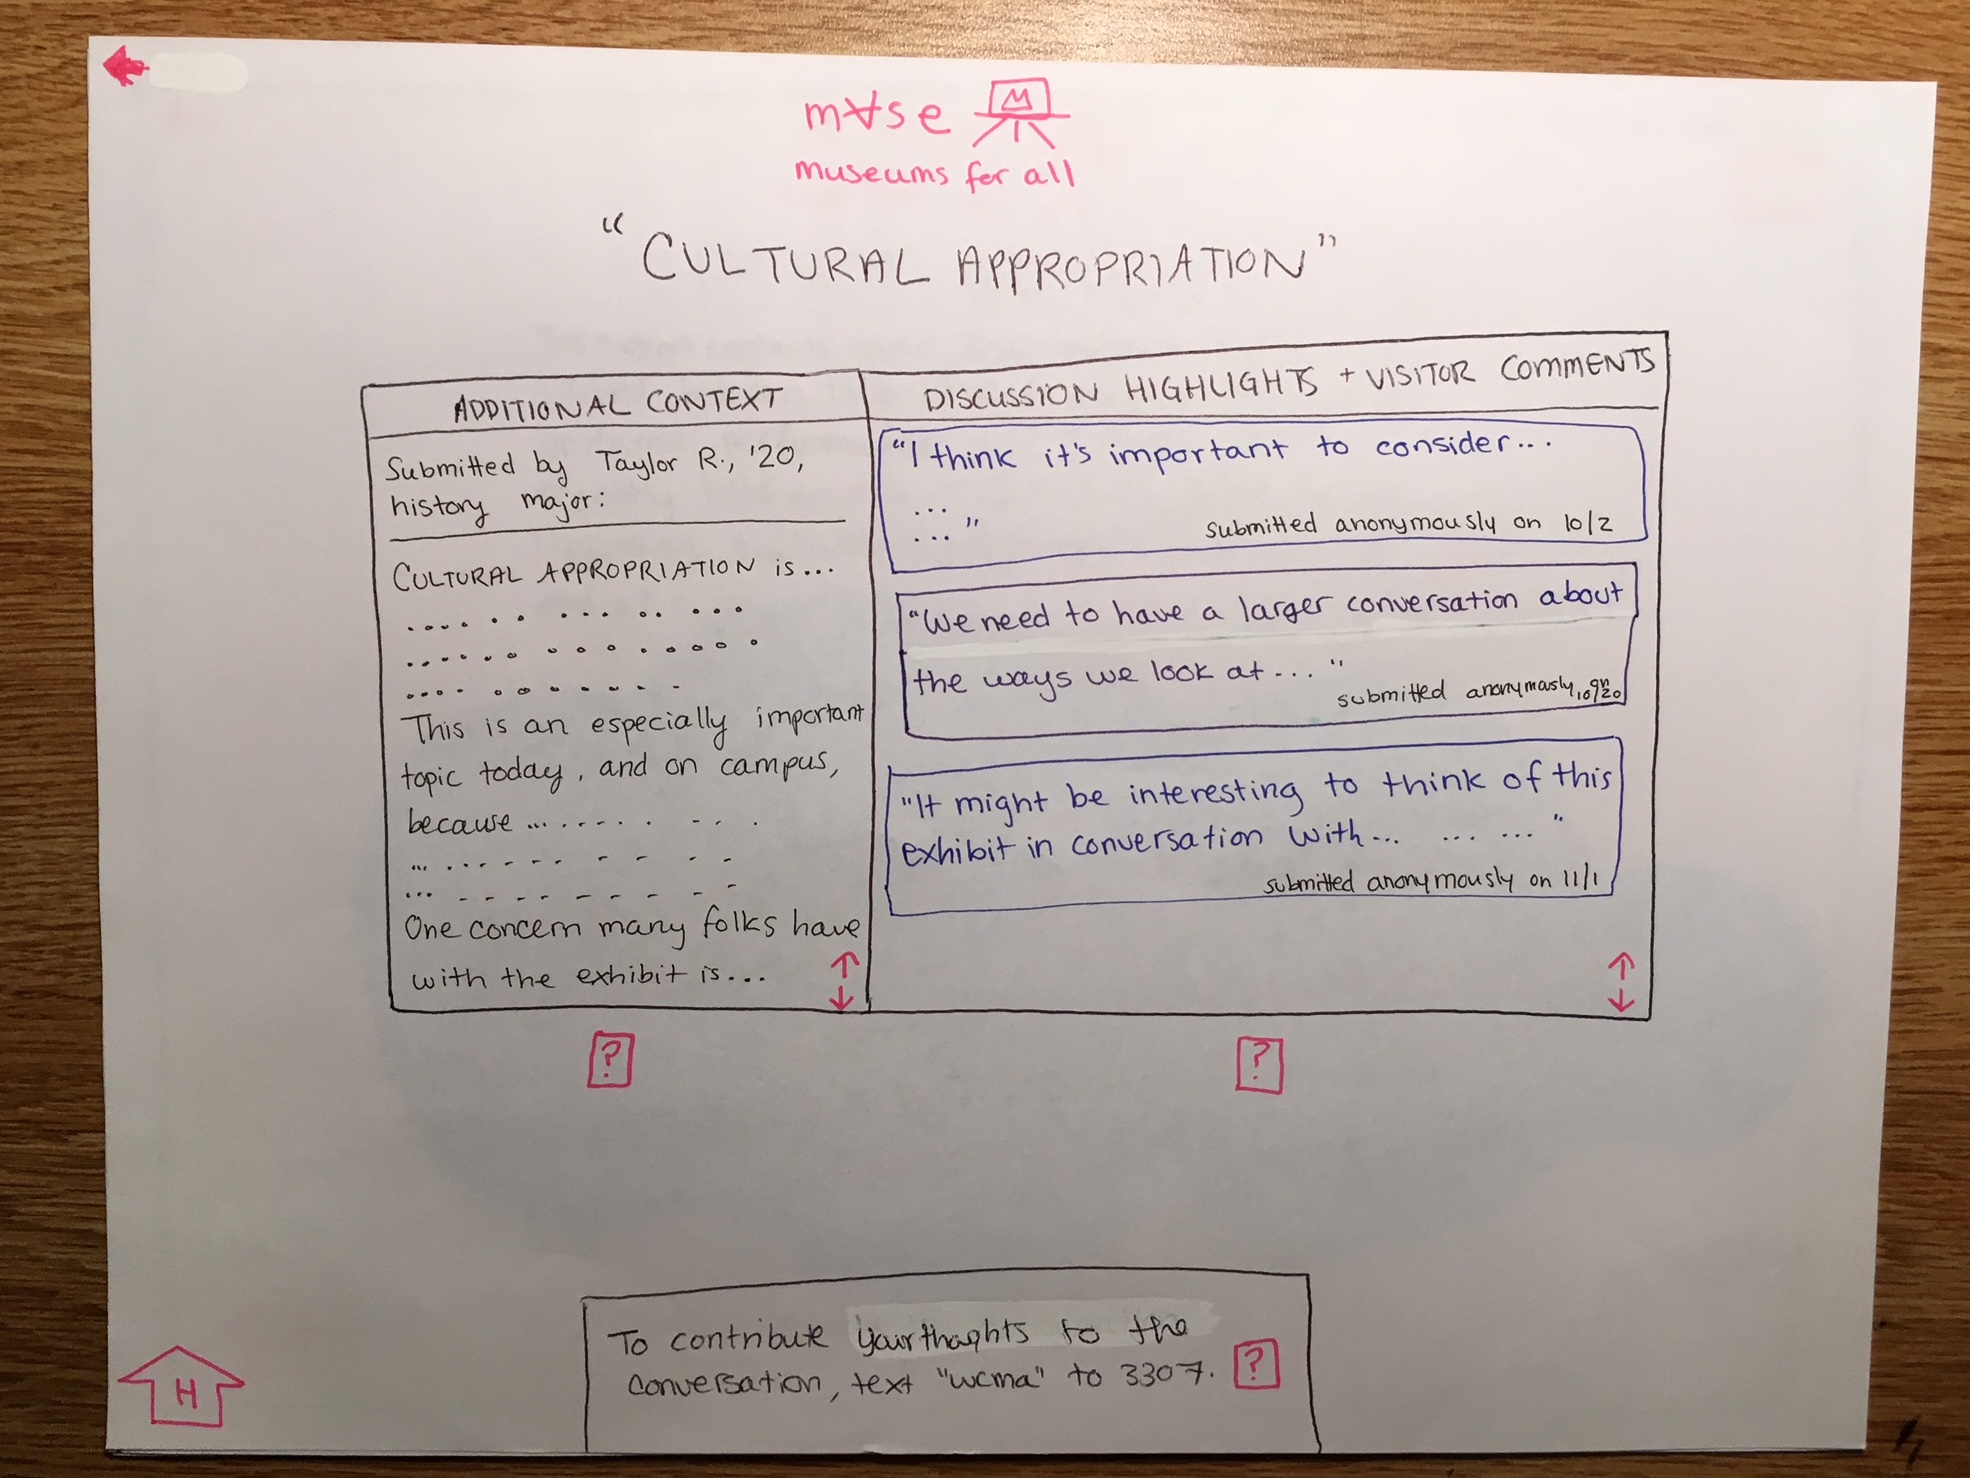 m∀se M
museums for all
"CULTURAL APPROPRIATION"
ADDITIONAL CONTEXT
Submitted by Taylor R., '20,
history major:
CULTURAL APPROPRIATION is...
This is an especially important
topic today, and on campus,
because ...
One concern many folks have
with the exhibit is...
?
DISCUSSION HIGHLIGHTS + VISITOR COMMENTS
"I think it's important to consider...
... "
...
submitted anonymously on 10/2
"We need to have a larger conversation about
the ways we look at ... "
submitted anonymously, on 10/20
"It might be interesting to think of this
exhibit in conversation with... ... ... "
submitted anonymously on 11/1
?
To contribute your thoghts to the
conversation, text "wcma" to 3307. ?
H